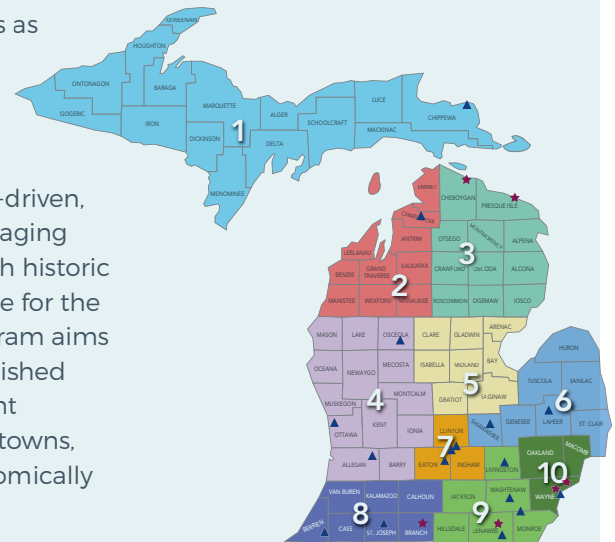 s as
-driven,
aging
h historic
e for the
ram aims
ished
nt
towns,
omically
KEWEENAW
HOUGHTON
ONTONAGON
BARAGA
GOGEBIC
IRON
MARQUETTE
DICKINSON
MENOMINEE
1
ALGER
DELTA
SCHOOLCRAFT
LUCE
MACKINAC
CHIPPEWA
EMMET
CHEBOYGAN
PRESQUE ISLE
ANTRIM
OTSEGO
MONTMORENCY
ALPENA
3
LEELANAU
BENZIE
GRAND
TRAVERSE
KALKASKA
CRAWFORD
OSCODA
ALCONA
2
MANISTEE
WEXFORD
MISSAUKEE
ROSCOMMON
OGEMAW
IOSCO
MASON
LAKE
OSCEOLA
CLARE
GLADWIN
ARENAC
HURON
OCEANA
NEWAYGO
MECOSTA
ISABELLA
MIDLAND
BAY
5
TUSCOLA
SANILAC
6
MUSKEGON
MONTCALM
GRATIOT
SAGINAW
4
OTTAWA
KENT
IONIA
CLINTON
SHIAWASSEE
GENESEE
LAPEER
ST. CLAIR
7
ALLEGAN
BARRY
EATON
INGHAM
LIVINGSTON
OAKLAND
MACOMB
10
VAN BUREN
KALAMAZOO
CALHOUN
JACKSON
WASHTENAW
WAYNE
8
9
BERRIEN
CASS
ST. JOSEPH
BRANCH
HILLSDALE
LENAWEE
MONROE